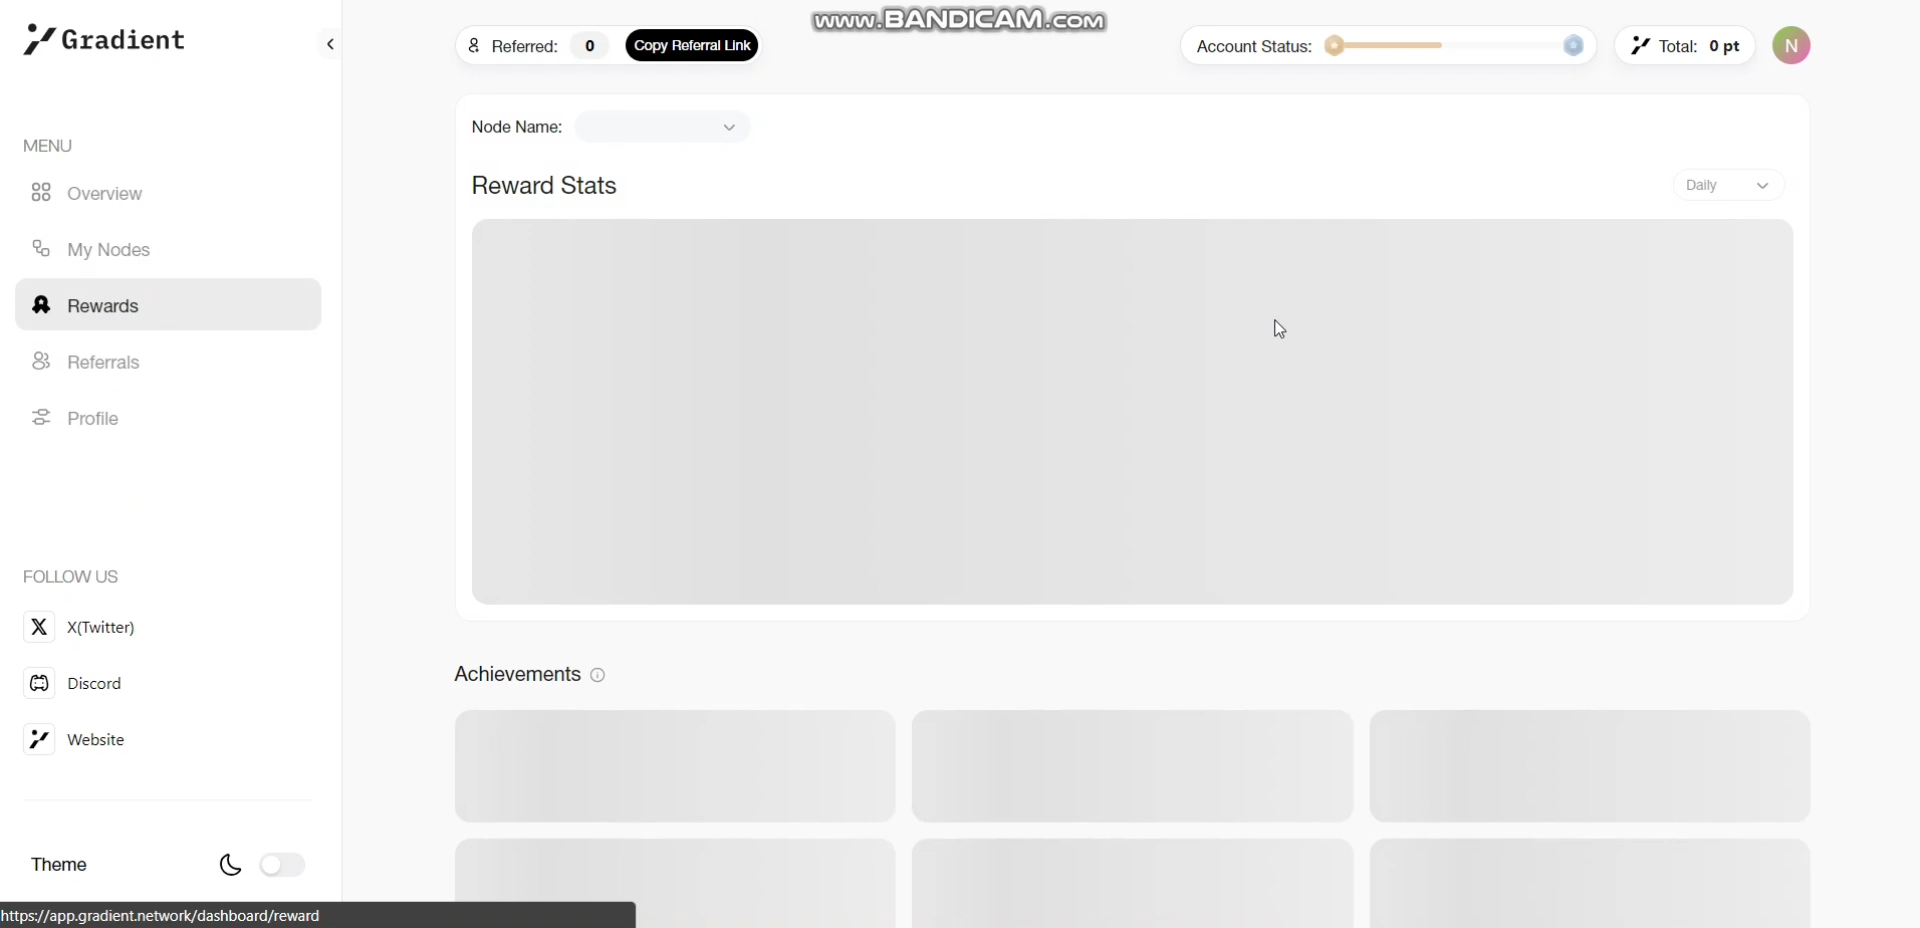 Gradient
www.BANDICAM.COM
Referred: 0 Copy Referral Link
Account Status:
Total: 0 pt
N
MENU
Overview
My Nodes
Rewards
Referrals
Profile
FOLLOW US
X(Twitter)
Discord
Website
Theme
Node Name:
Reward Stats
Daily
Achievements
https://app.gradient.network/dashboard/reward